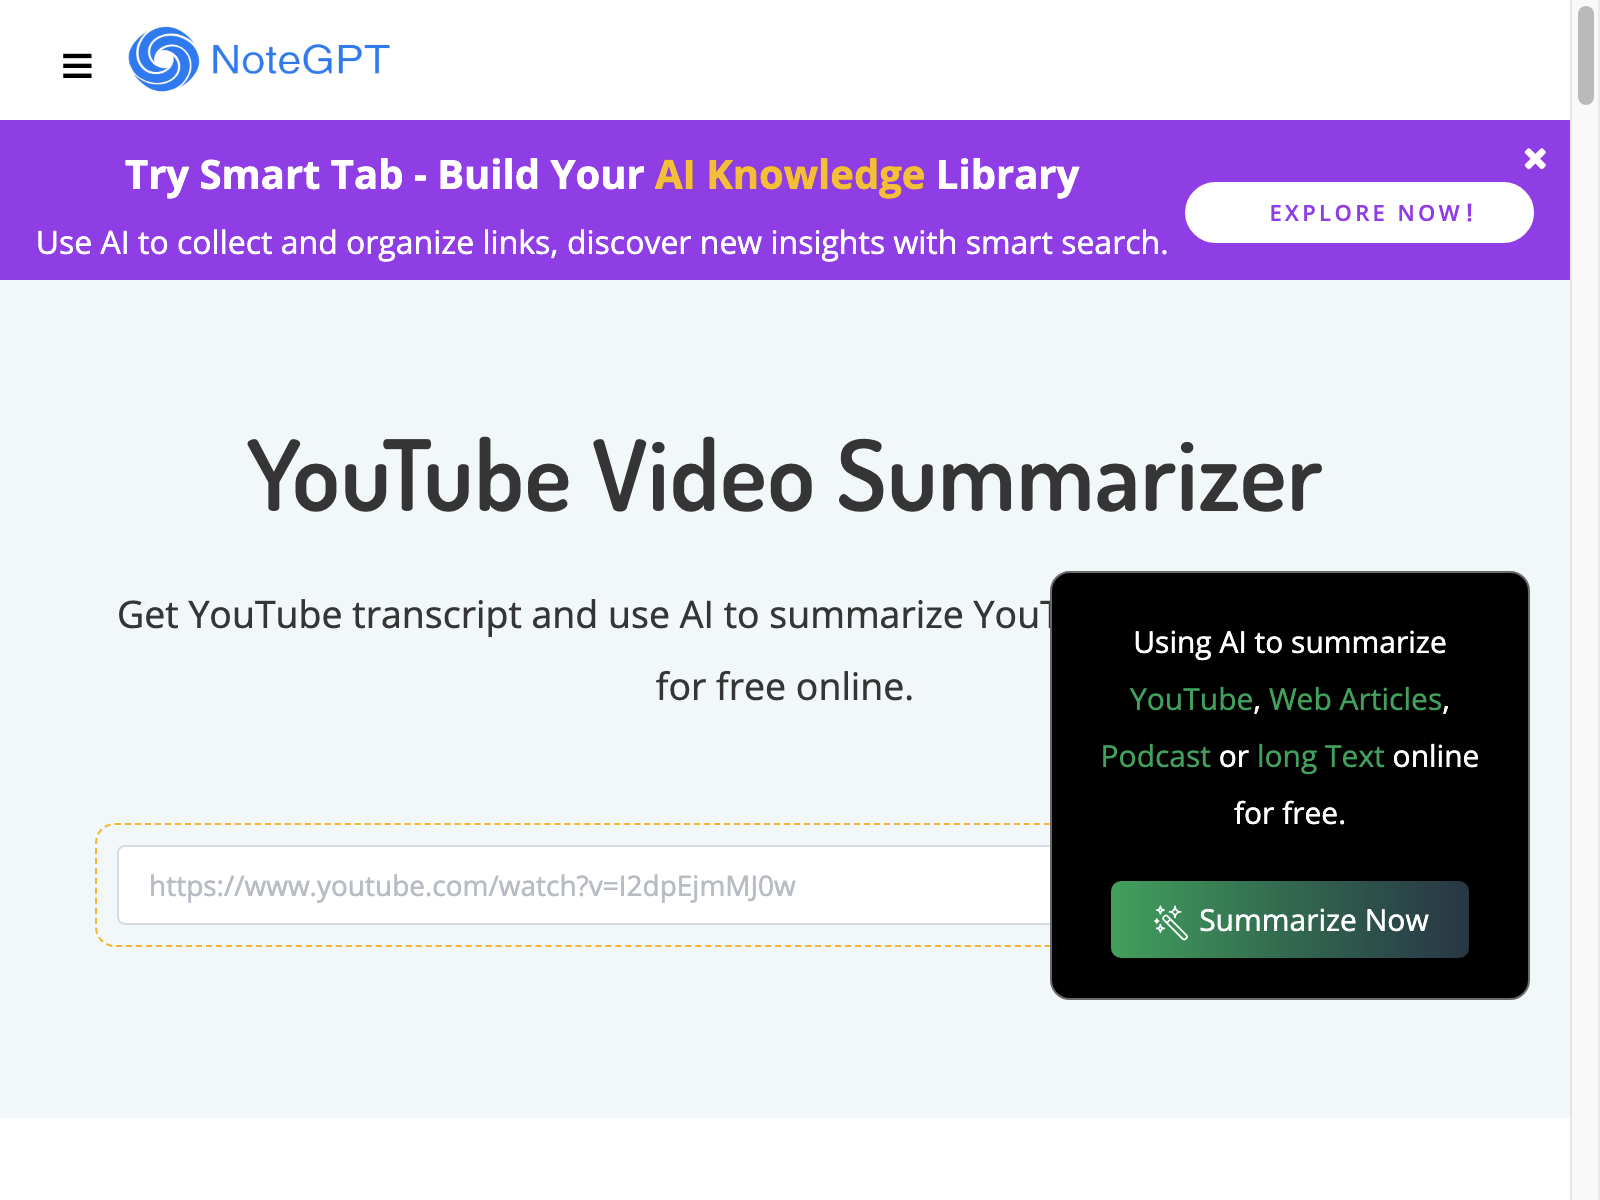 NoteGPT
Try Smart Tab - Build Your AI Knowledge Library
Use AI to collect and organize links, discover new insights with smart search.
EXPLORE NOW!
YouTube Video Summarizer
Get YouTube transcript and use AI to summarize
for free online.
https://www.youtube.com/watch?v=I2dpEjmMJ0w
Using AI to summarize
YouTube, Web Articles,
Podcast or long Text online
for free.
Summarize Now